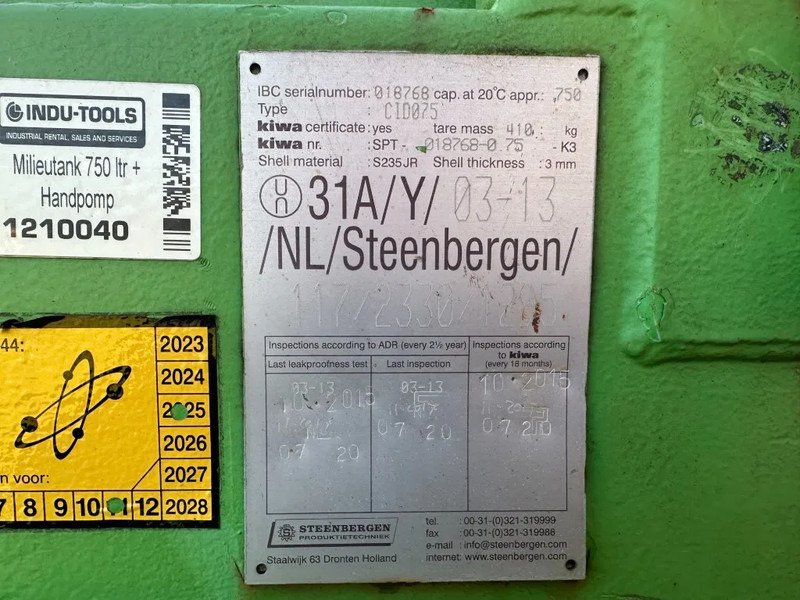 INDU-TOOLS
INDUSTRIAL RENTAL, SALES AND SERVICES
Milieutank 750 ltr +
Handpomp
1210040
IBC serialnumber: 018768 cap. at 20°C appr.: 750
Type : CID075
kiwa certificate: yes tare mass 410 kg
kiwa nr. : SPT - 018768-0.75 - K3
Shell material : S235JR Shell thickness : 3 mm
UN 31A/Y/ 03-13
/NL/Steenbergen/
117/2330/1295
Inspections according to ADR (every 2½ year)
Inspections according
to kiwa
(every 18 months)
Last leakproofness test
Last inspection
03-13
03-13
10-2015
2015
07 20
07 20
07 20
STEENBERGEN
PRODUKTIETECHNIEK
Staalwijk 63 Dronten Holland
tel. : 00-31-(0)321-319999
fax : 00-31-(0)321-319988
e-mail : info@steenbergen.com
internet: www.steenbergen.com
44:
2023
2024
2025
2026
2027
2028
n voor:
7 8 9 10 11 12